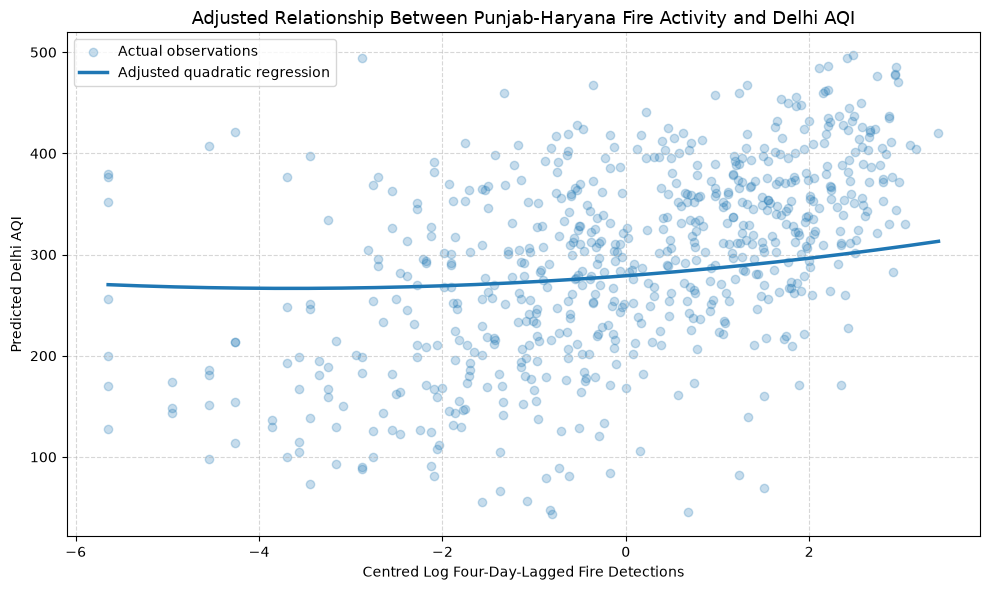 Adjusted Relationship Between Punjab-Haryana Fire Activity and Delhi AQI
Actual observations
Adjusted quadratic regression
Predicted Delhi AQI
500
400
300
200
100
−6
−4
−2
0
2
Centred Log Four-Day-Lagged Fire Detections